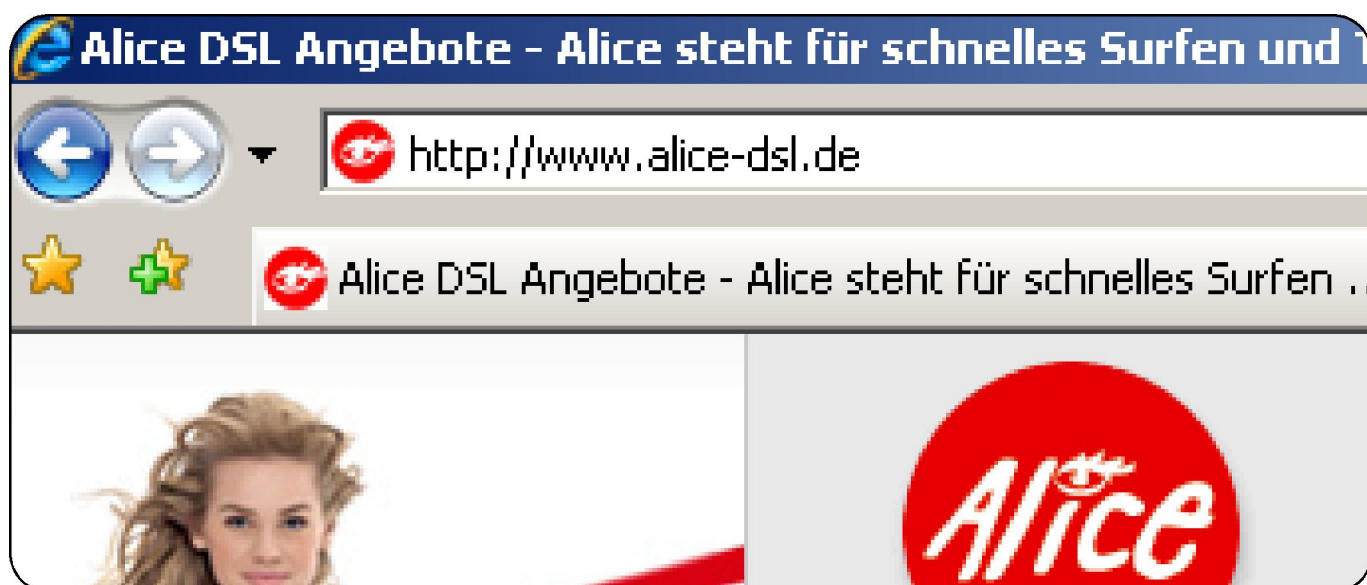 Alice DSL Angebote - Alice steht für schnelles Surfen und
http://www.alice-dsl.de
Alice DSL Angebote - Alice steht für schnelles Surfen ...
Alice